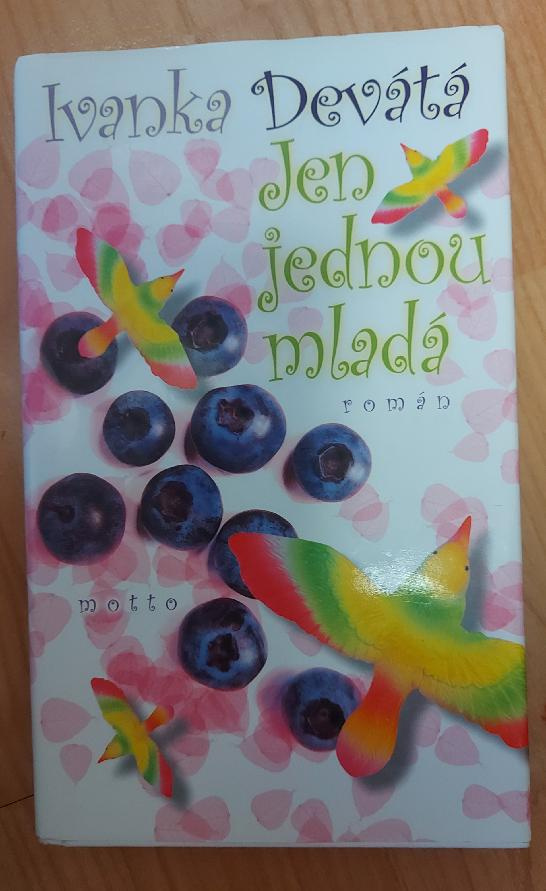 Ivanka Devátá
Jen
jednou
mladá
román
motto